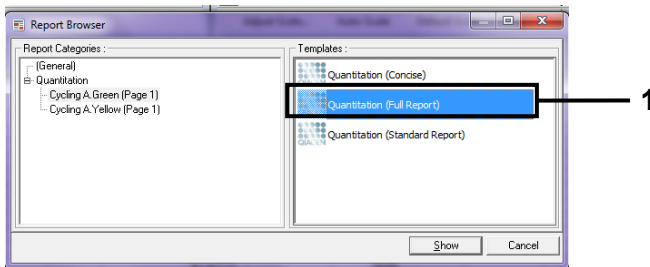 Report Browser
Report Categories :
(General)
Quantitation
Cycling A.Green (Page 1)
Cycling A.Yellow (Page 1)
Templates :
Quantitation (Concise)
Quantitation (Full Report)
Quantitation (Standard Report)
QIAGEN
1
Show
Cancel